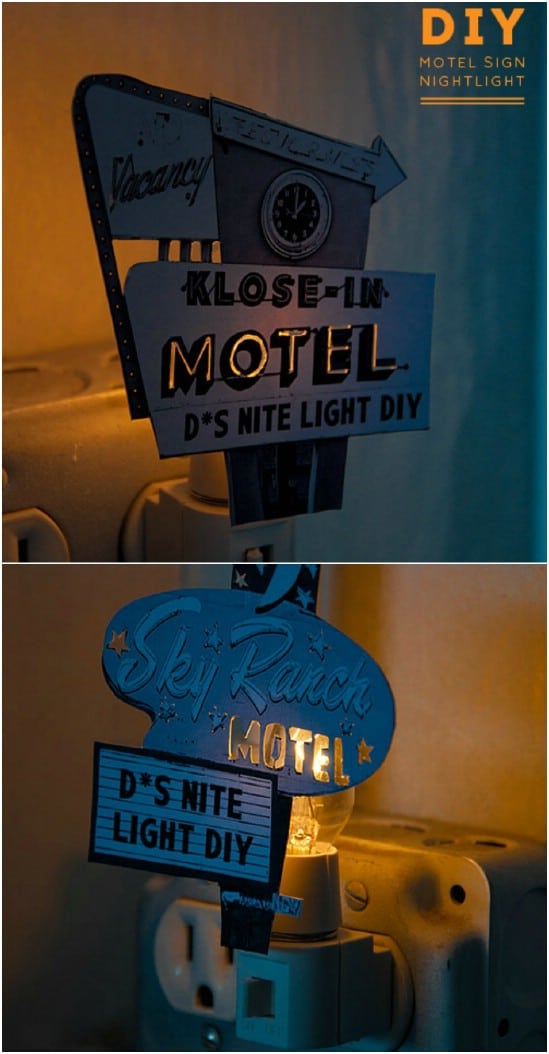 DIY
MOTEL SIGN
NIGHTLIGHT
Vacancy
KLOSE-IN
MOTEL
D*S NITE LIGHT DIY
Sky Ranch
MOTEL
D*S NITE
LIGHT DIY